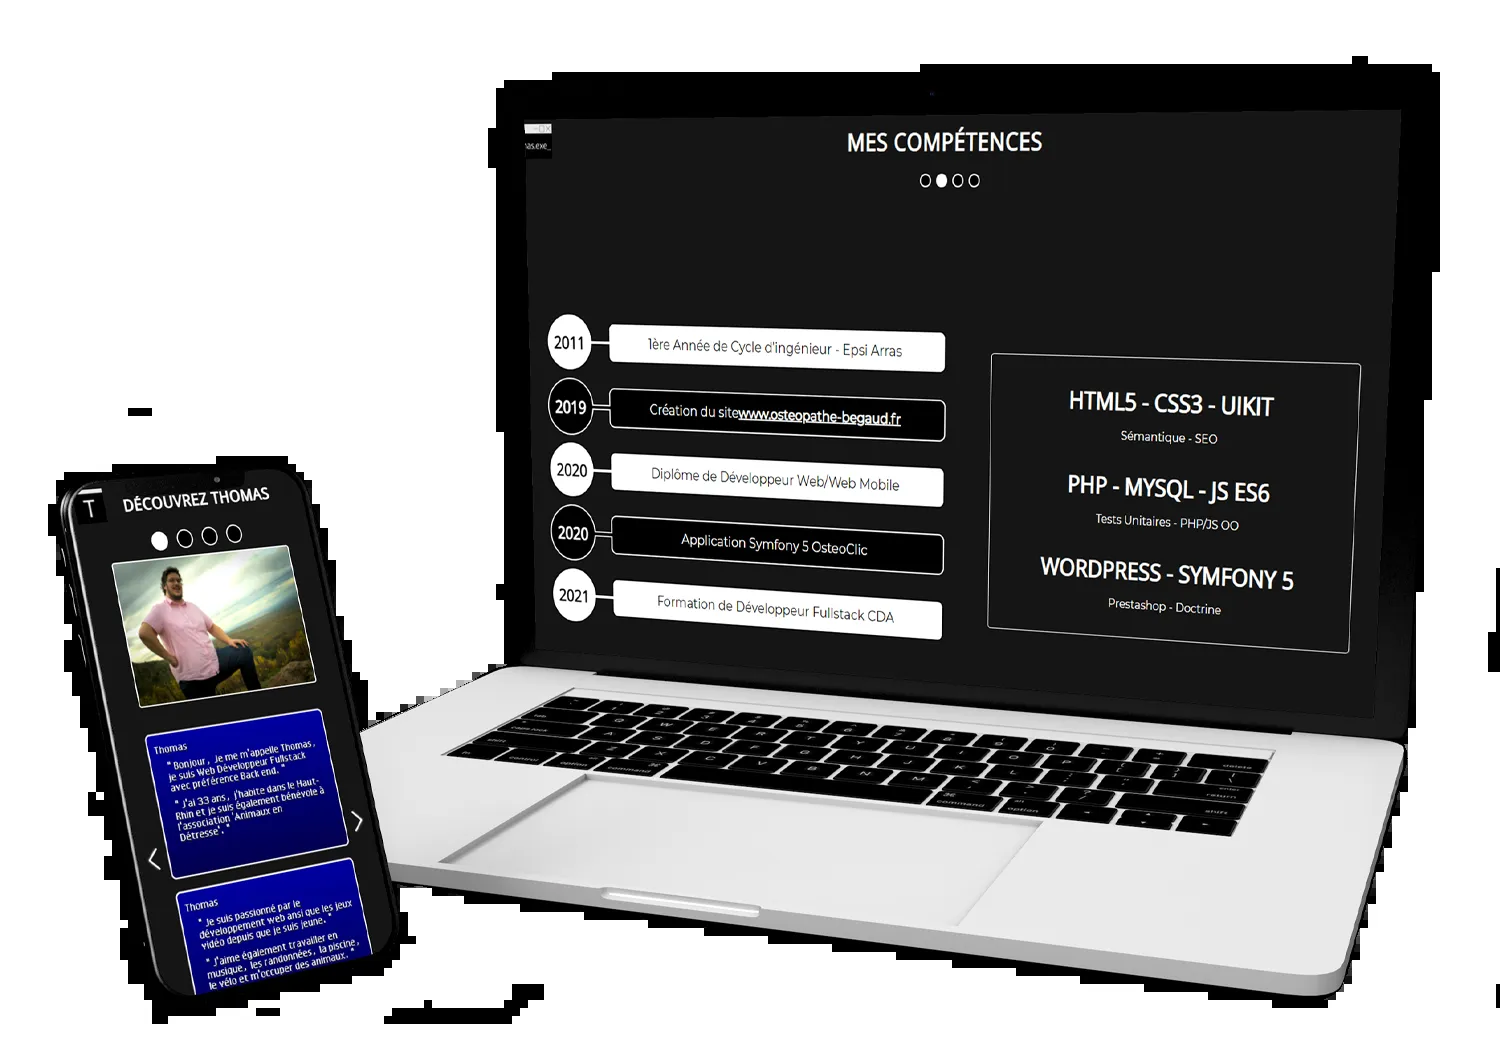 as.exe_
MES COMPÉTENCES
2011
1ère Année de Cycle d'ingénieur - Epsi Arras
2019
Création du sitewww.osteopathe-begaud.fr
2020
Diplôme de Développeur Web/Web Mobile
2020
Application Symfony 5 OsteoClic
2021
Formation de Développeur Fullstack CDA
HTML5 - CSS3 - UIKIT
Sémantique - SEO
PHP - MYSQL - JS ES6
Tests Unitaires - PHP/JS OO
WORDPRESS - SYMFONY 5
Prestashop - Doctrine
T
DÉCOUVREZ THOMAS
Thomas
" Bonjour, Je me m'appelle Thomas,
je suis Web Développeur Fullstack
avec préférence Back end. "
" J'ai 33 ans, j'habite dans le Haut-
Rhin et je suis également bénévole à
l'association 'Animaux en
Détresse'. "
Thomas
" Je suis passionné par le
développement web ansi que les jeux
vidéo depuis que je suis jeune. "
" J'aime également travailler en
musique, les randonnées, la piscine,
le vélo et m'occuper des animaux. "